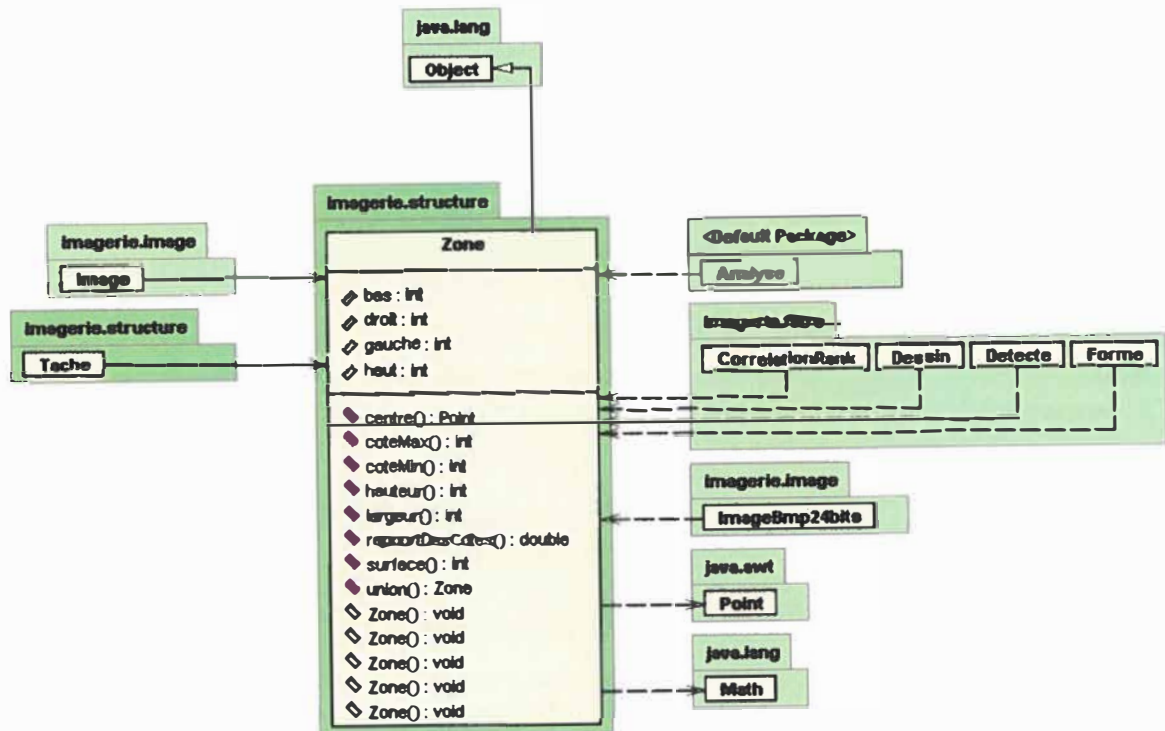 java.lang
Object
Imagerie.structure
Zone
bas : int
droit : int
gauche : int
haut : int
centre() : Point
coteMax() : int
coteMin() : int
hauteur() : int
largeur() : int
: double
surface() : int
union() : Zone
Zone() : void
Zone() : void
Zone() : void
Zone() : void
Zone() : void
Imagerie.image
Image
Imagerie.structure
Tache
<Default Package>
Analyse
CorrelationRank
Dessin
Detecte
Forme
Imagerie.image
ImageBmp24bits
java.awt
Point
java.lang
Math